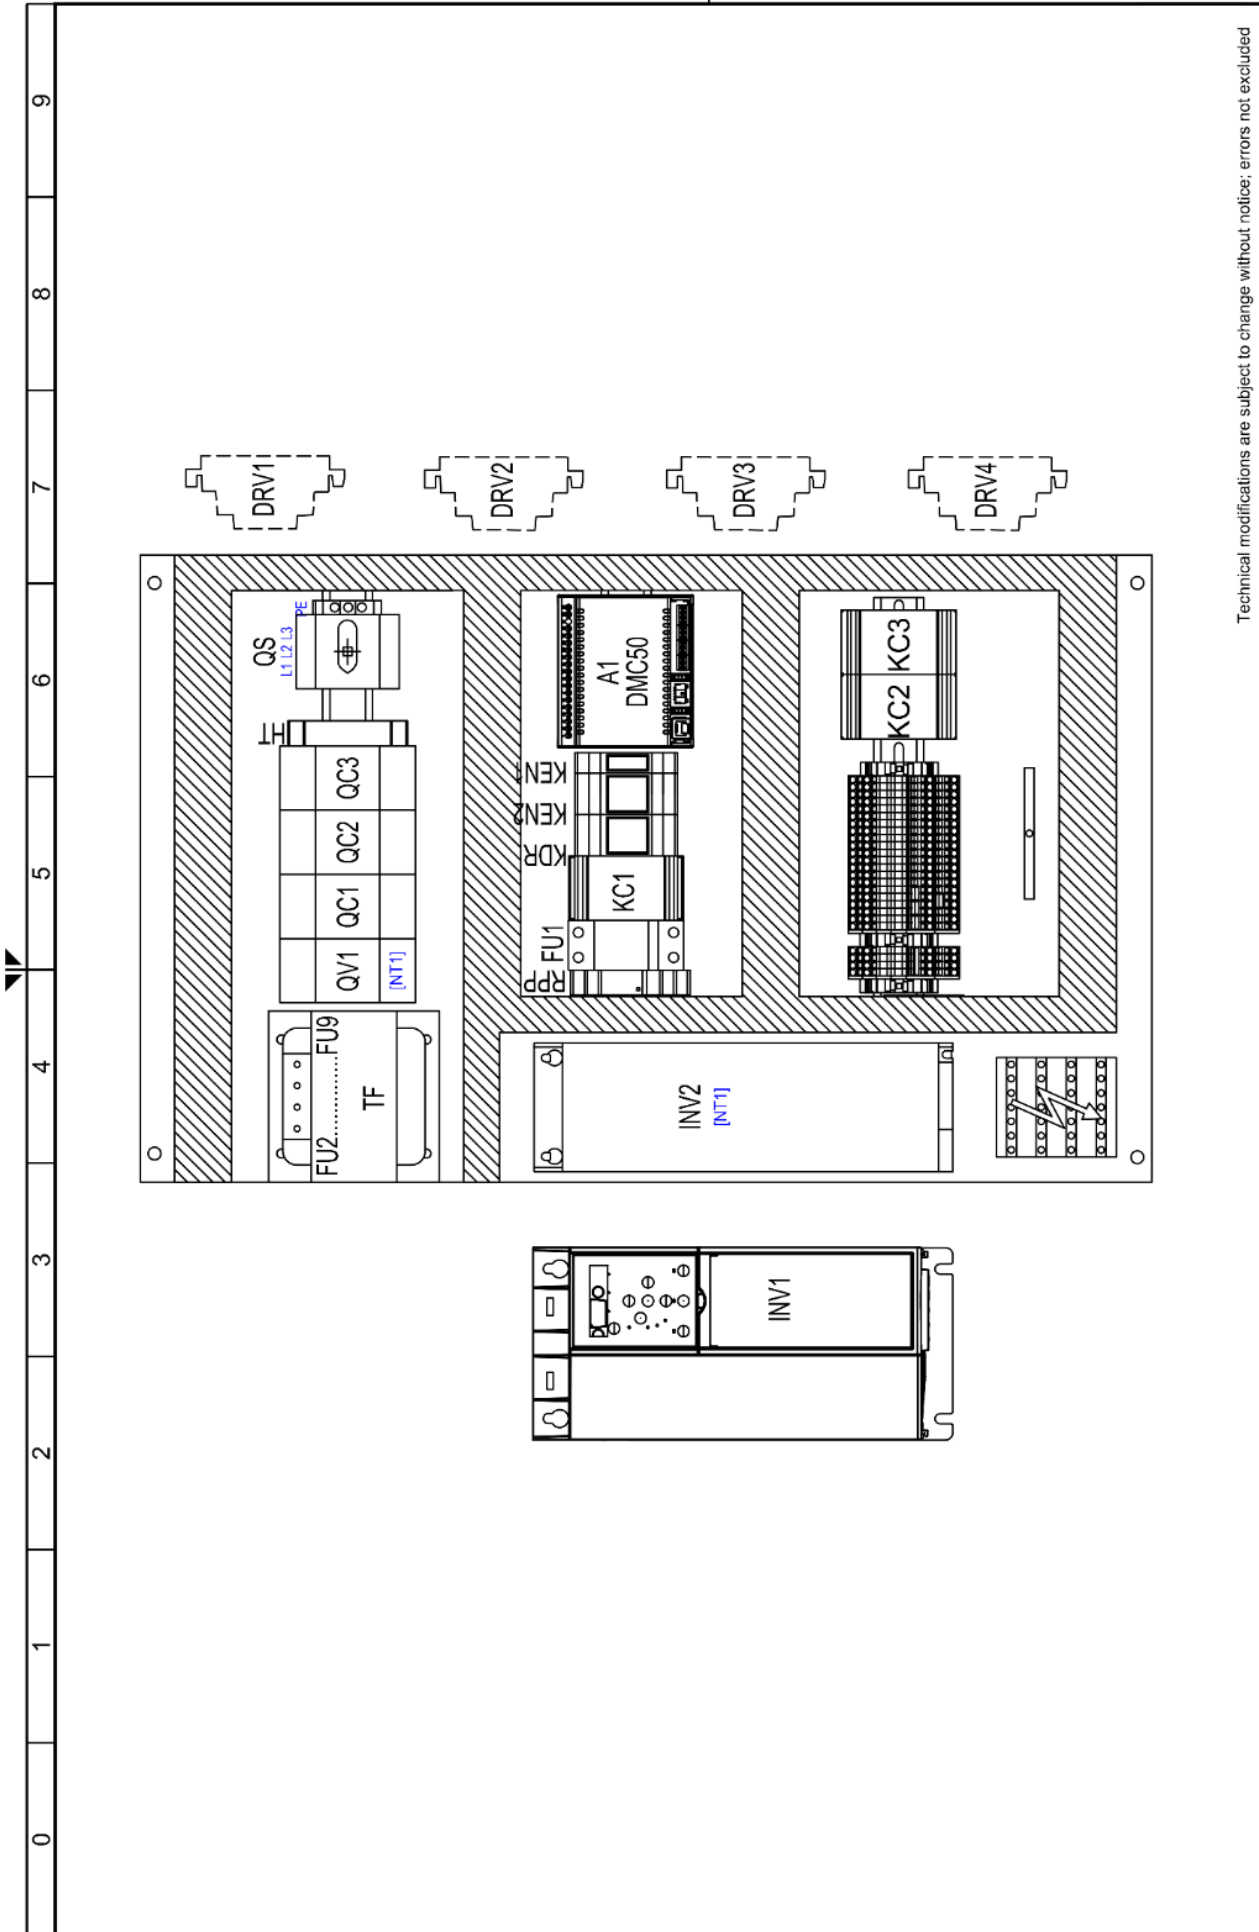 0
1
2
3
4
5
6
7
8
9
FU2..............FU9
TF
QV1
[NT1]
QC1
QC2
QC3
HT
QS
L1 L2 L3
PE
DRV1
RPP
FU1
KC1
KDR
KEN2
KEN1
A1
DMC50
DRV2
DRV3
KC2
KC3
DRV4
INV2
[NT1]
INV1
Technical modifications are subject to change without notice; errors not excluded